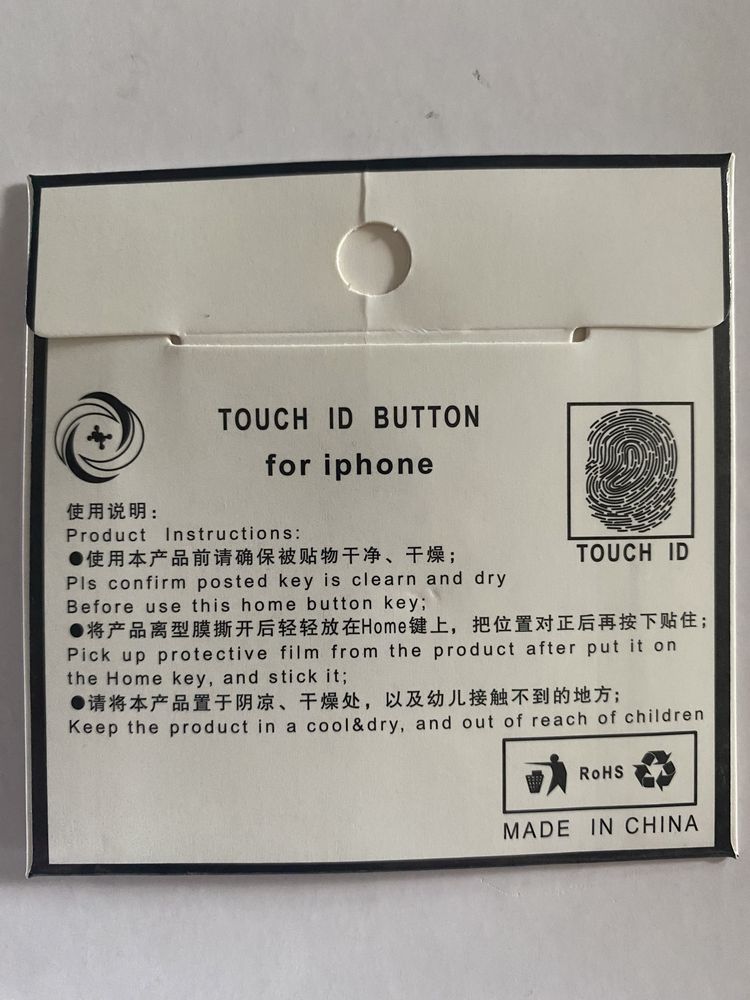 TOUCH ID BUTTON
for iphone
TOUCH ID
使用说明：
Product Instructions:
●使用本产品前请确保被贴物干净、干燥；
Pls confirm posted key is clearn and dry
Before use this home button key;
●将产品离型膜撕开后轻轻放在Home键上，把位置对正后再按下贴住；
Pick up protective film from the product after put it on
the Home key, and stick it;
●请将本产品置于阴凉、干燥处，以及幼儿接触不到的地方；
Keep the product in a cool&dry, and out of reach of children
RoHS
MADE IN CHINA